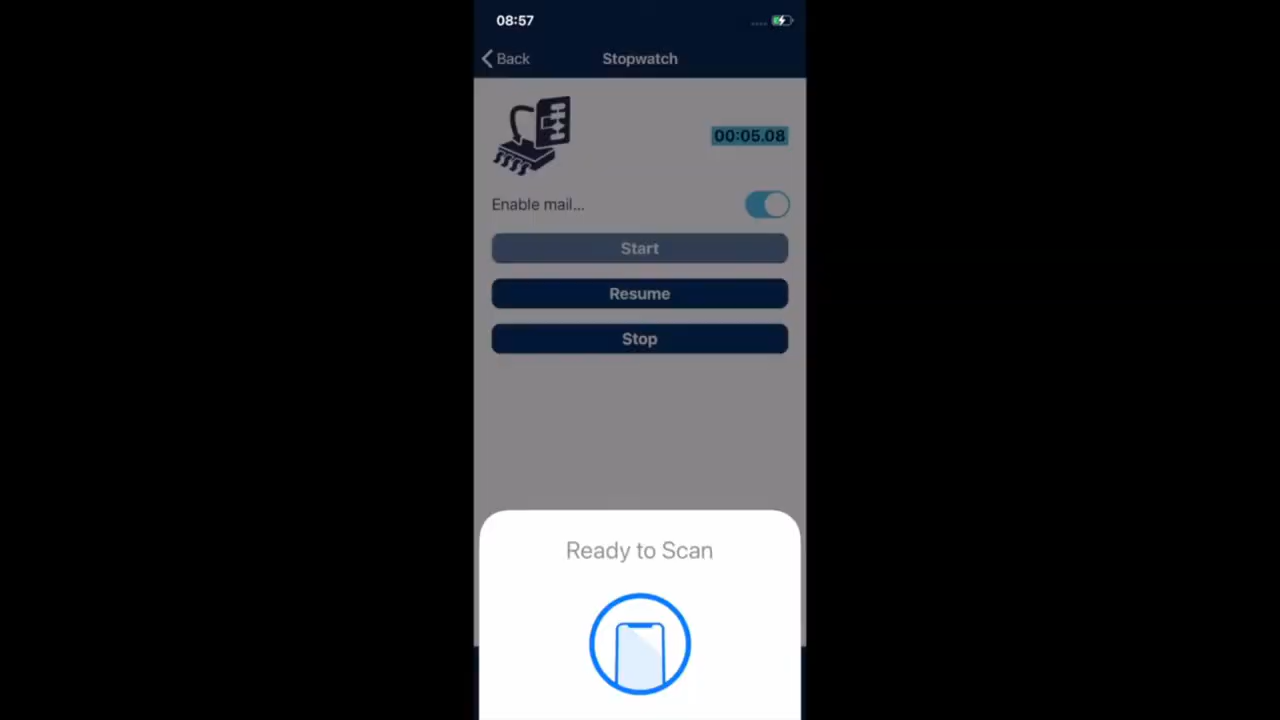 08:57
Back
Stopwatch
00:05.08
Enable mail...
Start
Resume
Stop
Ready to Scan